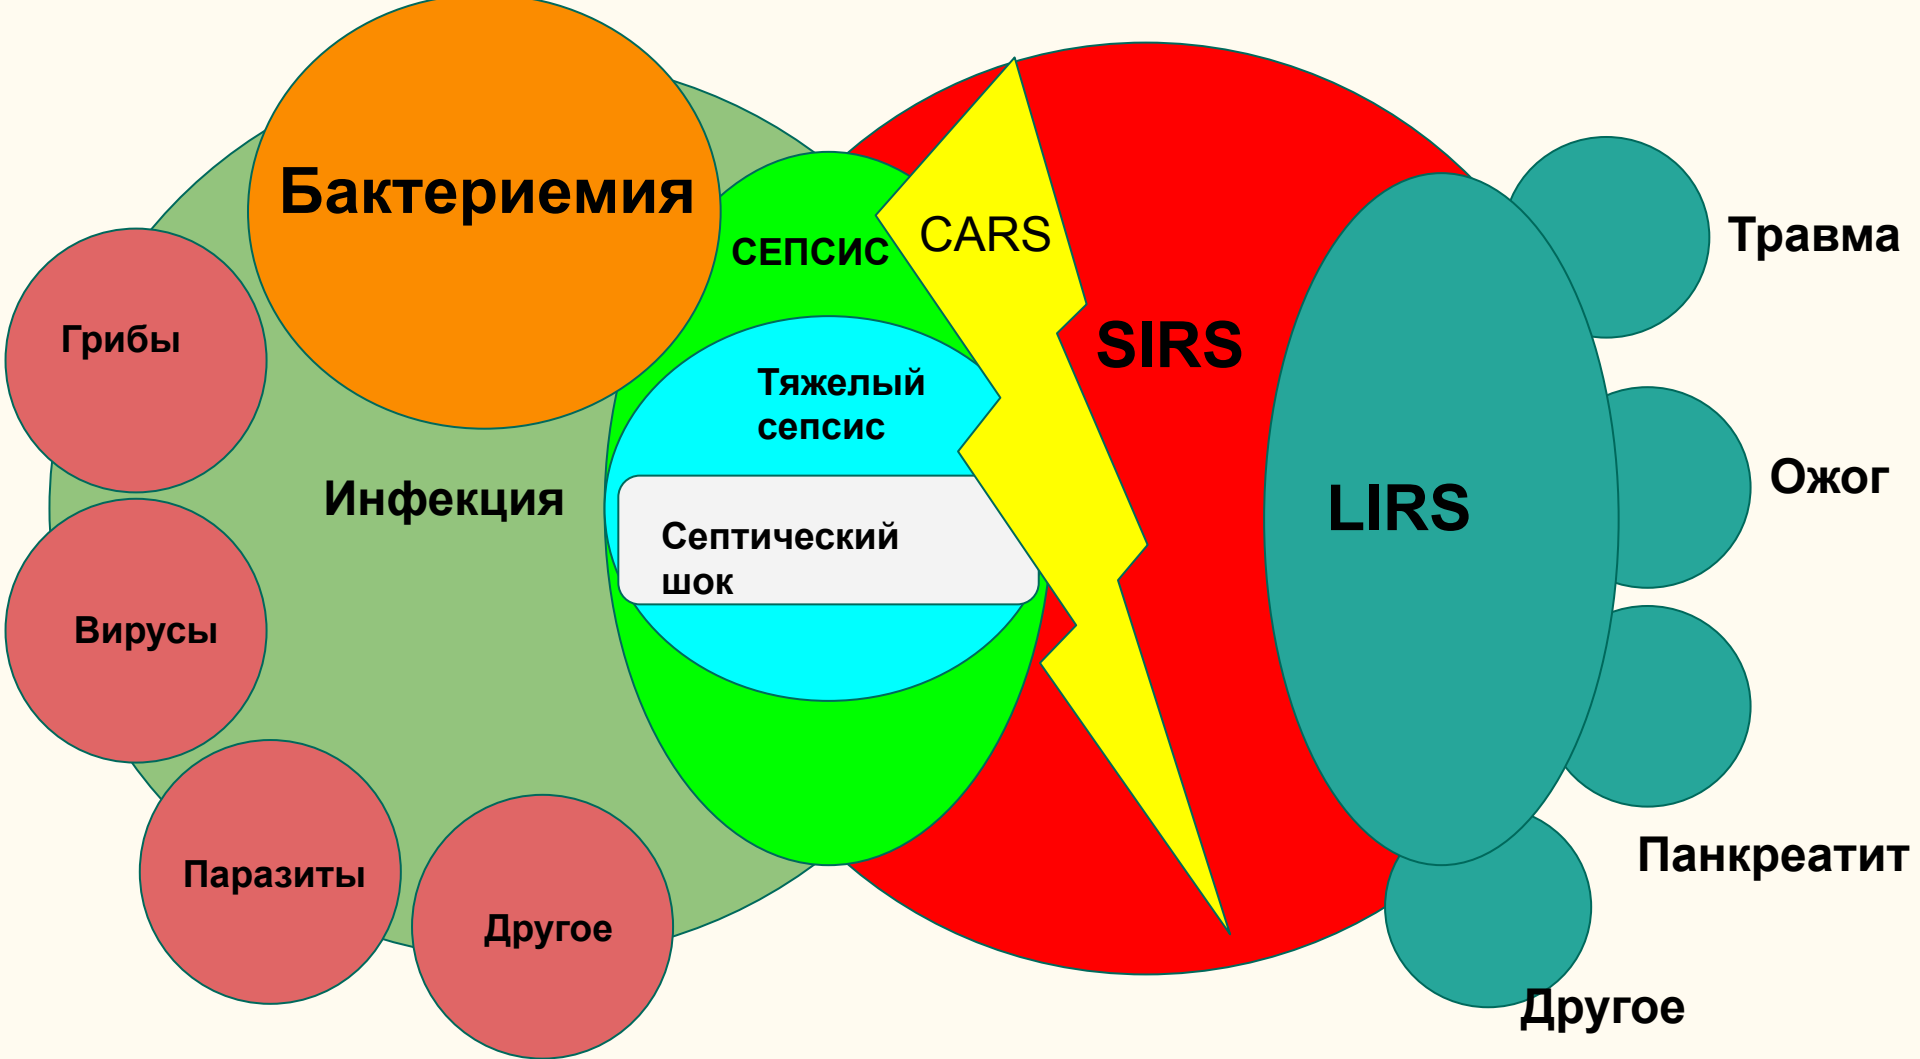 Бактериемия
СЕПСИС
CARS
Травма
Грибы
SIRS
Тяжелый
сепсис
Ожог
Инфекция
LIRS
Септический
шок
Вирусы
Панкреатит
Паразиты
Другое
Другое